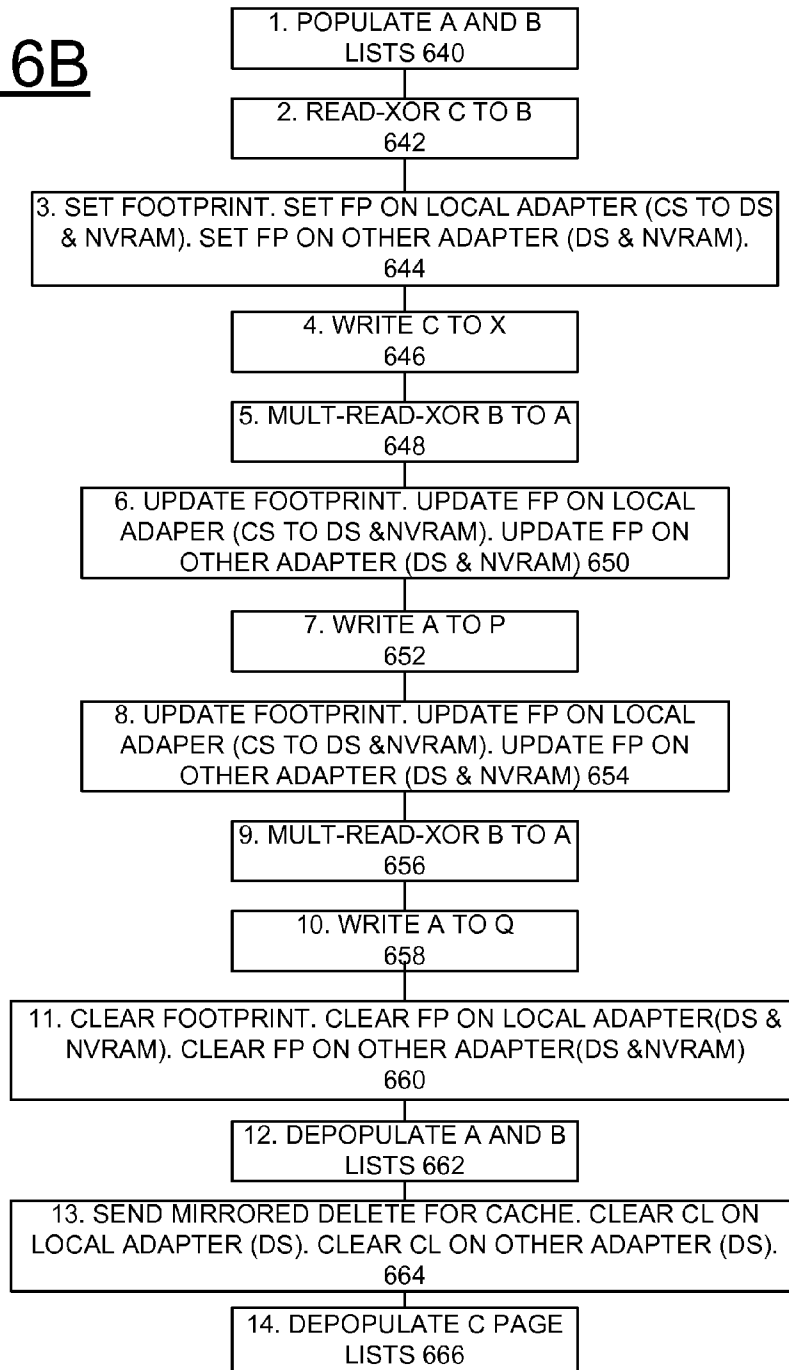 6B
1. POPULATE A AND B
LISTS 640
2. READ-XOR C TO B
642
3. SET FOOTPRINT. SET FP ON LOCAL ADAPTER (CS TO DS
& NVRAM). SET FP ON OTHER ADAPTER (DS & NVRAM).
644
4. WRITE C TO X
646
5. MULT-READ-XOR B TO A
648
6. UPDATE FOOTPRINT. UPDATE FP ON LOCAL
ADAPER (CS TO DS &NVRAM). UPDATE FP ON
OTHER ADAPTER (DS & NVRAM) 650
7. WRITE A TO P
652
8. UPDATE FOOTPRINT. UPDATE FP ON LOCAL
ADAPER (CS TO DS &NVRAM). UPDATE FP ON
OTHER ADAPTER (DS & NVRAM) 654
9. MULT-READ-XOR B TO A
656
10. WRITE A TO Q
658
11. CLEAR FOOTPRINT. CLEAR FP ON LOCAL ADAPTER(DS &
NVRAM). CLEAR FP ON OTHER ADAPTER(DS &NVRAM)
660
12. DEPOPULATE A AND B
LISTS 662
13. SEND MIRRORED DELETE FOR CACHE. CLEAR CL ON
LOCAL ADAPTER (DS). CLEAR CL ON OTHER ADAPTER (DS).
664
14. DEPOPULATE C PAGE
LISTS 666